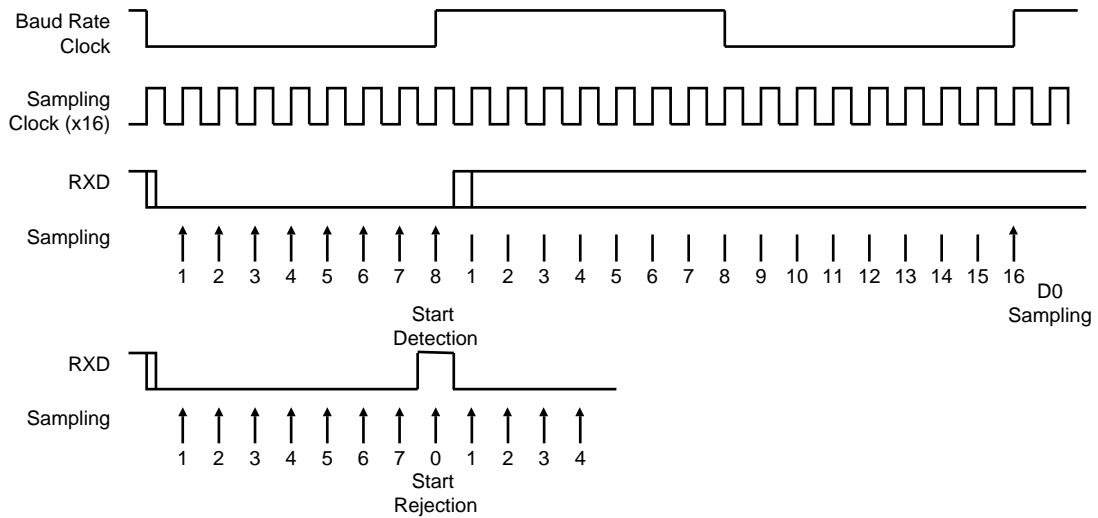 Baud Rate
Clock
Sampling
Clock (x16)
RXD
Sampling
1 2 3 4 5 6 7 8 1 2 3 4 5 6 7 8 9 10 11 12 13 14 15 16
D0
Sampling
Start
Detection
RXD
Sampling
1 2 3 4 5 6 7 0 1 2 3 4
Start
Rejection